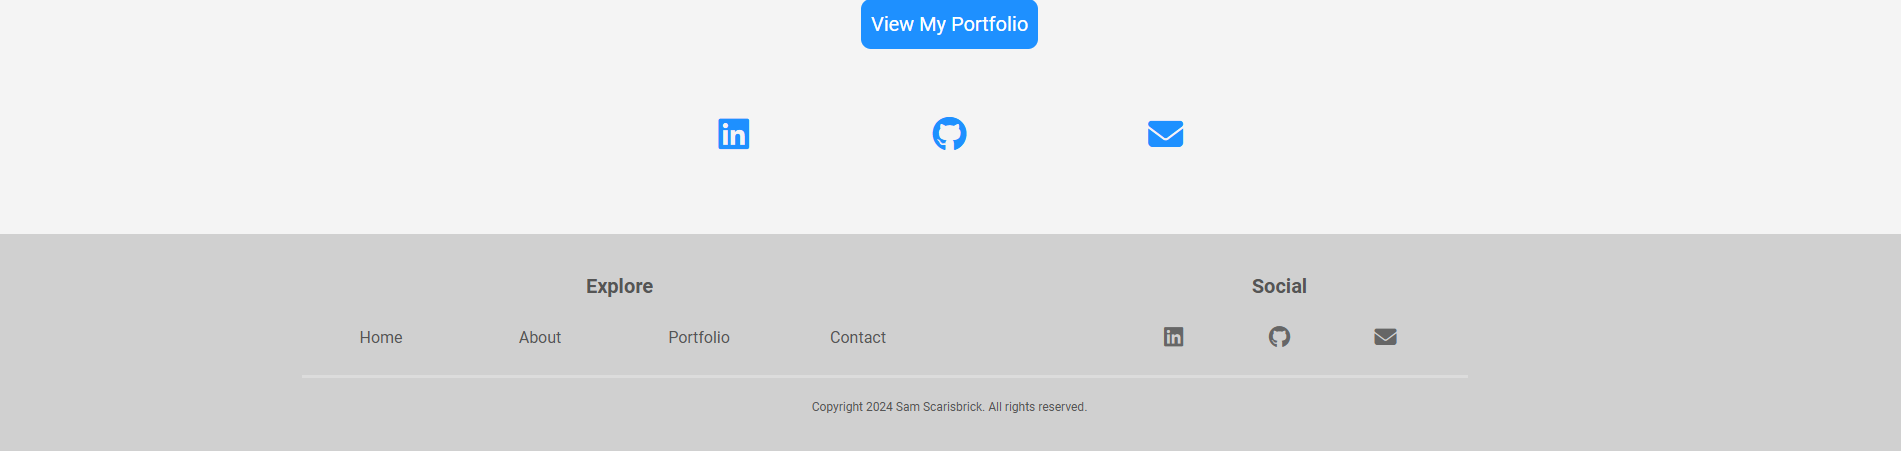 View My Portfolio
Explore
Social
Home
About
Portfolio
Contact
Copyright 2024 Sam Scarisbrick. All rights reserved.